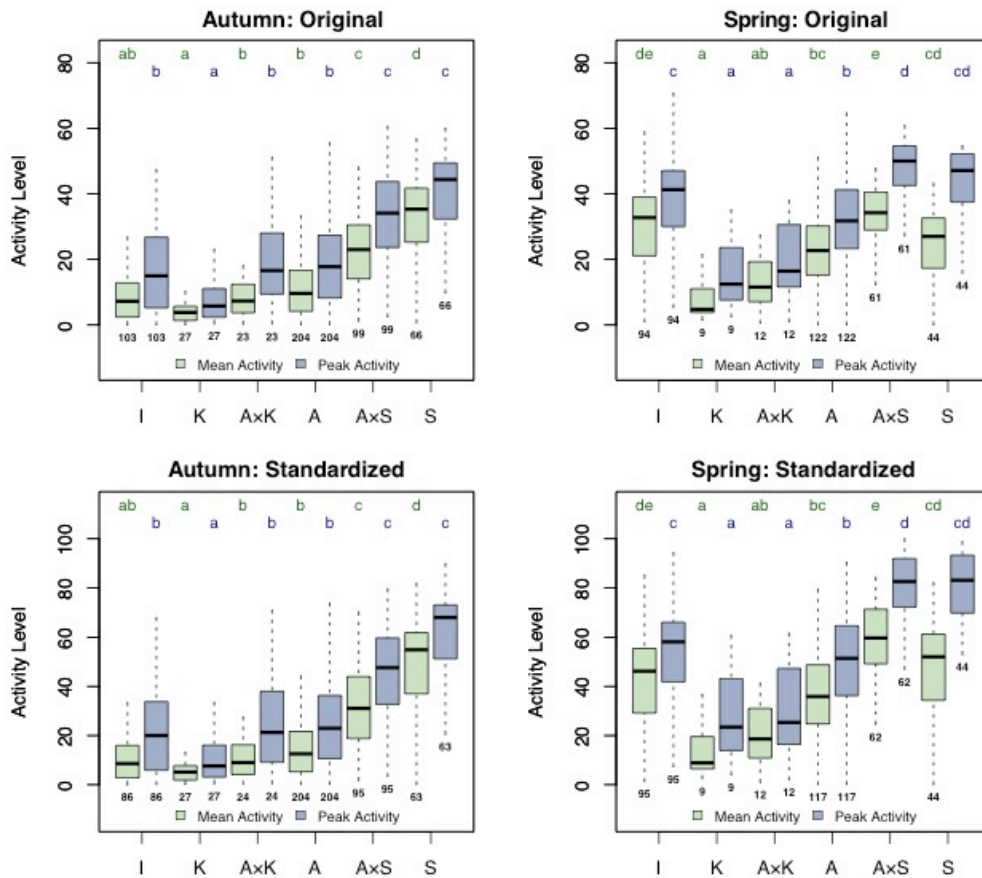 Autumn: Original
ab a b b c d
b a b b c c
80
60
40
20
0
Activity Level
103 103 27 27 23 23 204 204 99 99 66 66
Mean Activity Peak Activity
I K A×K A A×S S
Spring: Original
de a ab bc e cd
c a a b d cd
80
60
40
20
0
Activity Level
94 94 9 9 12 12 122 122 61 61 44 44
Mean Activity Peak Activity
I K A×K A A×S S
Autumn: Standardized
ab a b b c d
b a b b c c
100
80
60
40
20
0
Activity Level
86 86 27 27 24 24 204 204 95 95 63 63
Mean Activity Peak Activity
I K A×K A A×S S
Spring: Standardized
de a ab bc e cd
c a a b d cd
100
80
60
40
20
0
Activity Level
95 95 9 9 12 12 117 117 62 62 44 44
Mean Activity Peak Activity
I K A×K A A×S S